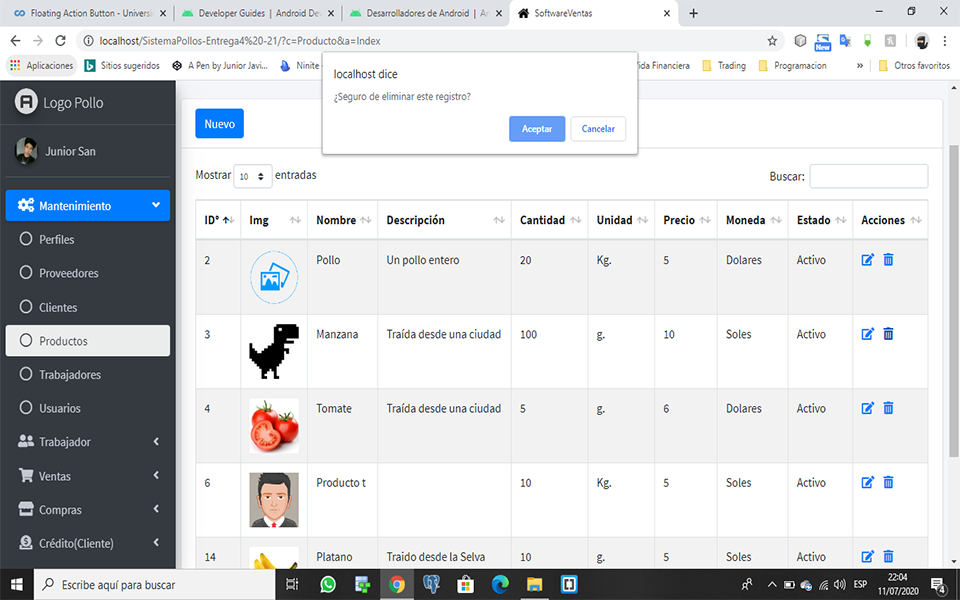 Floating Action Button - Universi
Developer Guides | Android De
Desarrolladores de Android | An
SoftwareVentas
localhost/SistemaPollos-Entrega4%20-21/?c=Producto&a=Index
New
Aplicaciones
Sitios sugeridos
A Pen by Junior Javi...
Ninite
ida Financiera
Trading
Programacion
»
Otros favoritos
localhost dice
¿Seguro de eliminar este registro?
Aceptar
Cancelar
Logo Pollo
Junior San
Mantenimiento
Perfiles
Proveedores
Clientes
Productos
Trabajadores
Usuarios
Trabajador
Ventas
Compras
Crédito(Cliente)
Nuevo
Mostrar 10 entradas
Buscar:
ID° Img Nombre Descripción Cantidad Unidad Precio Moneda Estado Acciones
2 Pollo Un pollo entero 20 Kg. 5 Dolares Activo
3 Manzana Traída desde una ciudad 100 g. 10 Soles Activo
4 Tomate Traída desde una ciudad 5 g. 6 Dolares Activo
6 Producto t 10 Kg. 5 Soles Activo
14 Platano Traido desde la Selva 10 g. 5 Soles Activo
Escribe aquí para buscar
ESP
22:04
11/07/2020
4